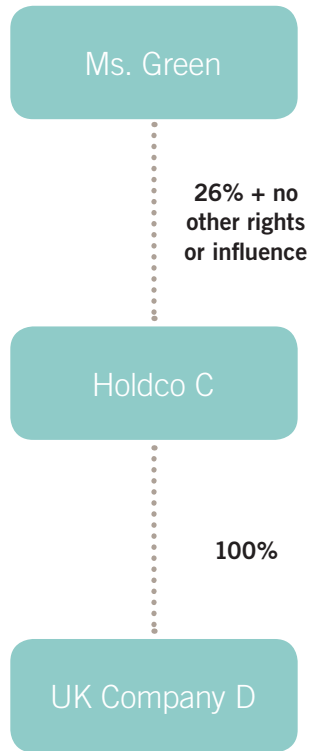 Ms. Green
26% + no
other rights
or influence
Holdco C
100%
UK Company D